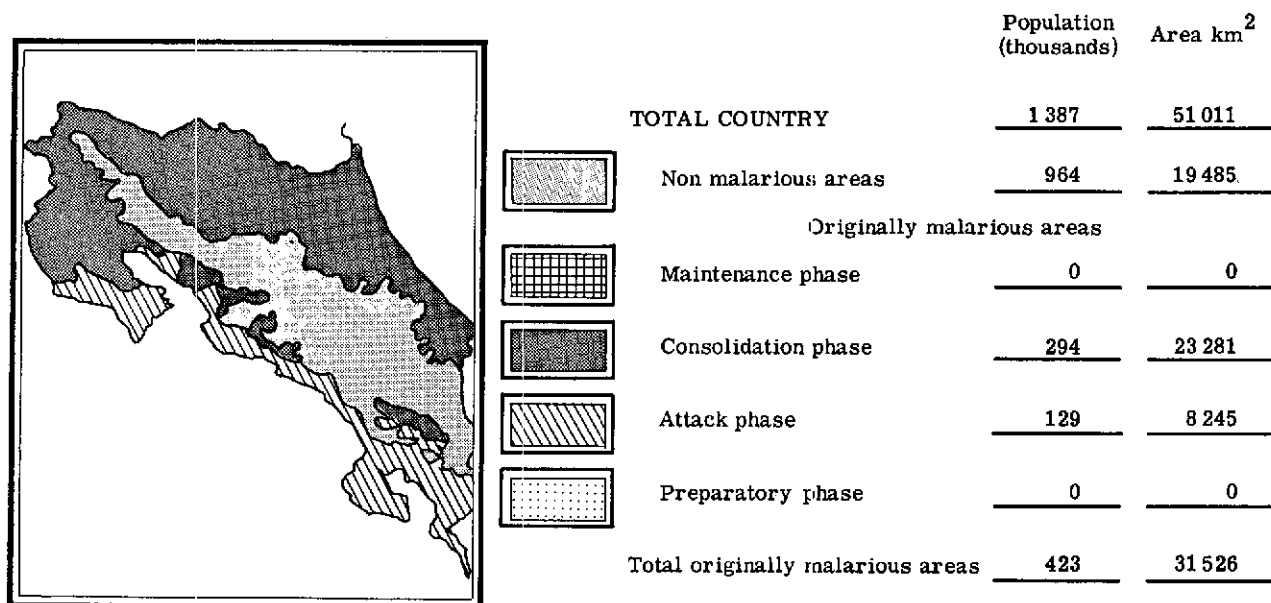 Population
(thousands)
Area km²
TOTAL COUNTRY 1 387 51 011
Non malarious areas 964 19 485
Originally malarious areas
Maintenance phase 0 0
Consolidation phase 294 23 281
Attack phase 129 8 245
Preparatory phase 0 0
Total originally malarious areas 423 31 526